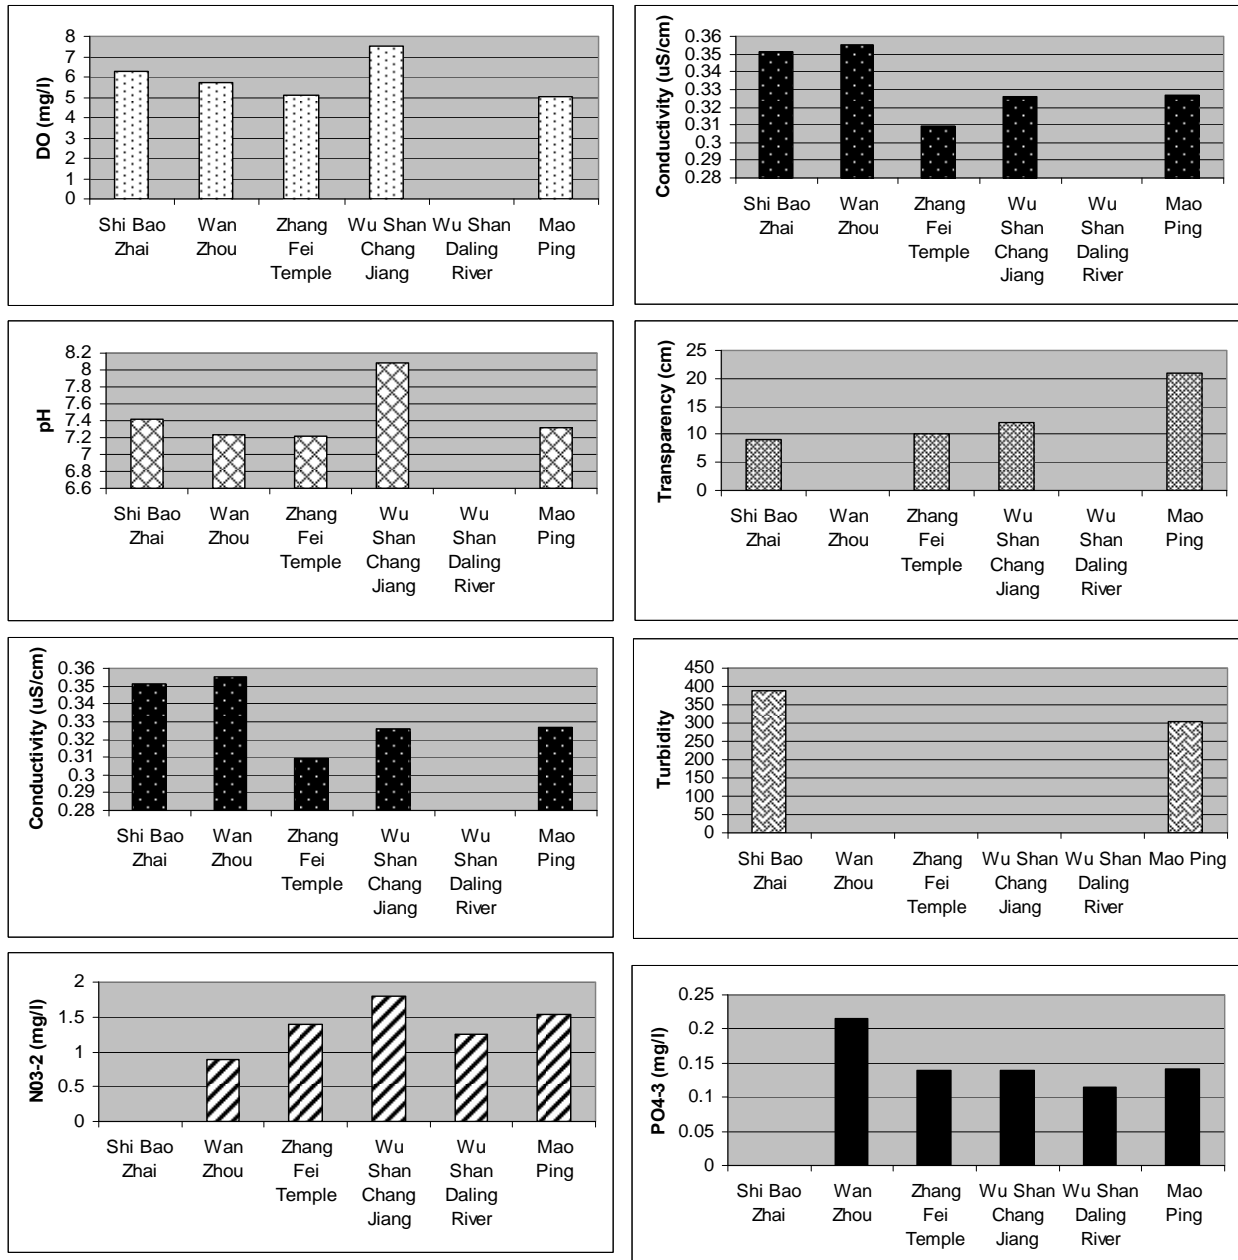 DO (mg/l)
8
7
6
5
4
3
2
1
0
Shi Bao
Zhai
Wan
Zhou
Zhang
Fei
Temple
Wu Shan
Chang
Jiang
Wu Shan
Daling
River
Mao
Ping
Conductivity (uS/cm)
0.36
0.35
0.34
0.33
0.32
0.31
0.3
0.29
0.28
Shi Bao
Zhai
Wan
Zhou
Zhang
Fei
Temple
Wu
Shan
Chang
Jiang
Wu
Shan
Daling
River
Mao
Ping
pH
8.2
8
7.8
7.6
7.4
7.2
7
6.8
6.6
Shi Bao
Zhai
Wan
Zhou
Zhang
Fei
Temple
Wu
Shan
Chang
Jiang
Wu
Shan
Daling
River
Mao
Ping
Transparency (cm)
25
20
15
10
5
0
Shi Bao
Zhai
Wan
Zhou
Zhang
Fei
Temple
Wu
Shan
Chang
Jiang
Wu
Shan
Daling
River
Mao
Ping
Conductivity (uS/cm)
0.36
0.35
0.34
0.33
0.32
0.31
0.3
0.29
0.28
Shi Bao
Zhai
Wan
Zhou
Zhang
Fei
Temple
Wu
Shan
Chang
Jiang
Wu
Shan
Daling
River
Mao
Ping
Turbidity
450
400
350
300
250
200
150
100
50
0
Shi Bao
Zhai
Wan
Zhou
Zhang
Fei
Temple
Wu Shan
Chang
Jiang
Wu Shan
Daling
River
Mao Ping
N03-2 (mg/l)
2
1.5
1
0.5
0
Shi Bao
Zhai
Wan
Zhou
Zhang
Fei
Temple
Wu
Shan
Chang
Jiang
Wu
Shan
Daling
River
Mao
Ping
PO4-3 (mg/l)
0.25
0.2
0.15
0.1
0.05
0
Shi Bao
Zhai
Wan
Zhou
Zhang
Fei
Temple
Wu Shan
Chang
Jiang
Wu Shan
Daling
River
Mao
Ping